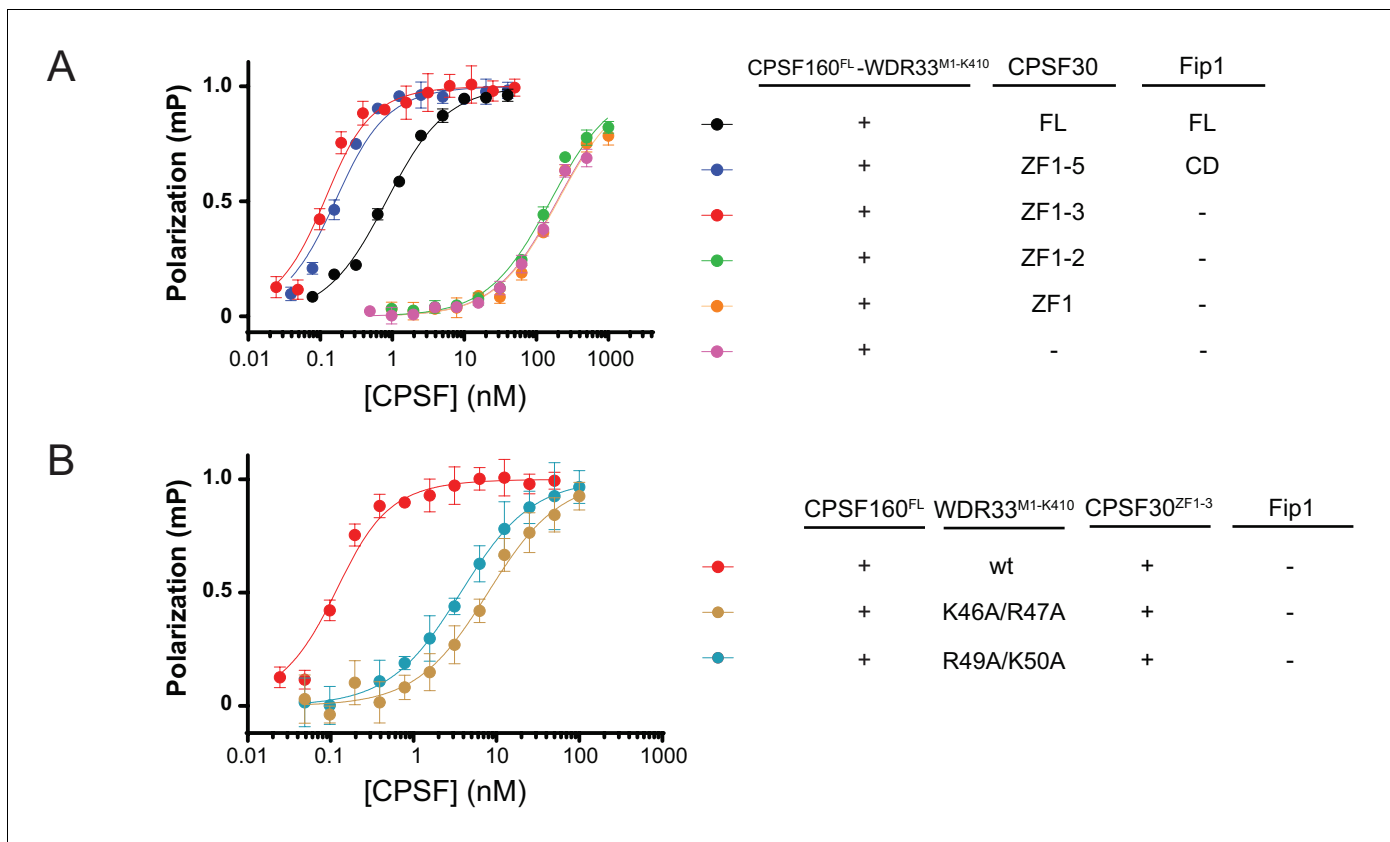 A
Polarization (mP)
1.0
0.5
0
0.01 0.1 1 10 100 1000
[CPSF] (nM)
CPSF160FL-WDR33M1-K410 CPSF30 Fip1
+ FL FL
+ ZF1-5 CD
+ ZF1-3 -
+ ZF1-2 -
+ ZF1 -
+ - -
B
Polarization (mP)
1.0
0.5
0
0.01 0.1 1 10 100 1000
[CPSF] (nM)
CPSF160FL WDR33M1-K410 CPSF30ZF1-3 Fip1
+ wt + -
+ K46A/R47A + -
+ R49A/K50A + -